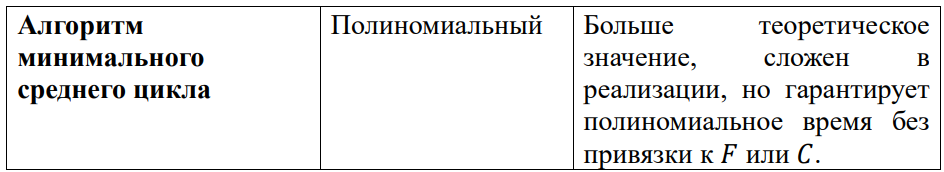 Алгоритм
минимального
среднего цикла
Полиномиальный
Больше теоретическое
значение, сложен в
реализации, но гарантирует
полиномиальное время без
привязки к F или C.